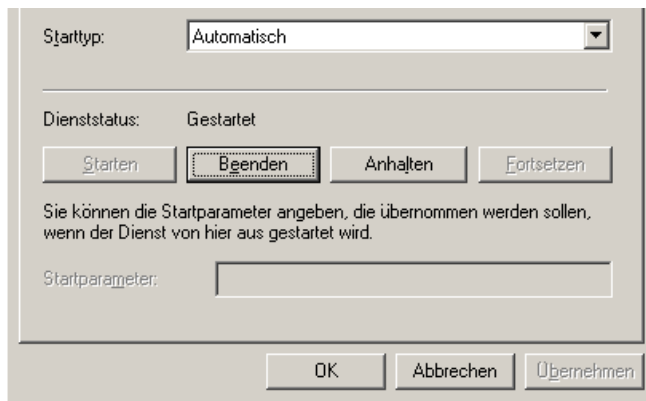 Starttyp: Automatisch
Dienststatus: Gestartet
Starten Beenden Anhalten Fortsetzen
Sie können die Startparameter angeben, die übernommen werden sollen,
wenn der Dienst von hier aus gestartet wird.
Startparameter:
OK Abbrechen Übernehmen